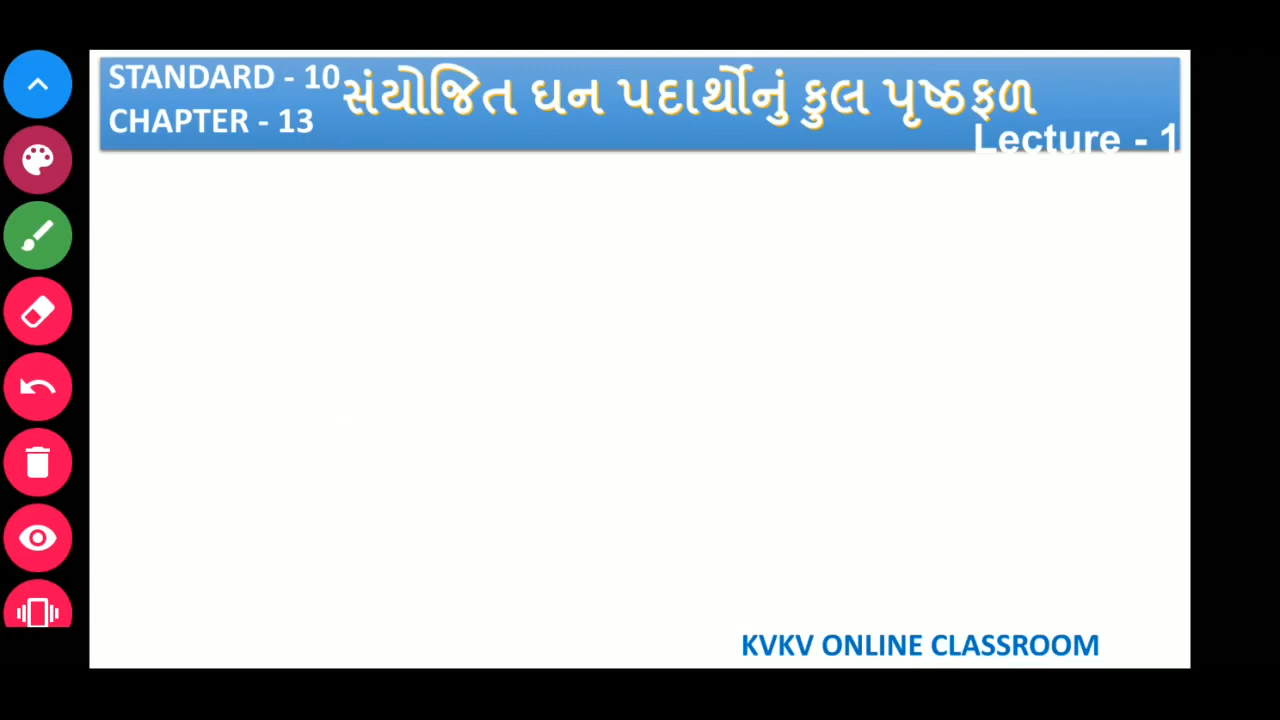 STANDARD - 10
CHAPTER - 13
સંયોજિત ઘન પદાર્થોનું કુલ પૃષ્ઠફળ
Lecture - 1
KVKV ONLINE CLASSROOM